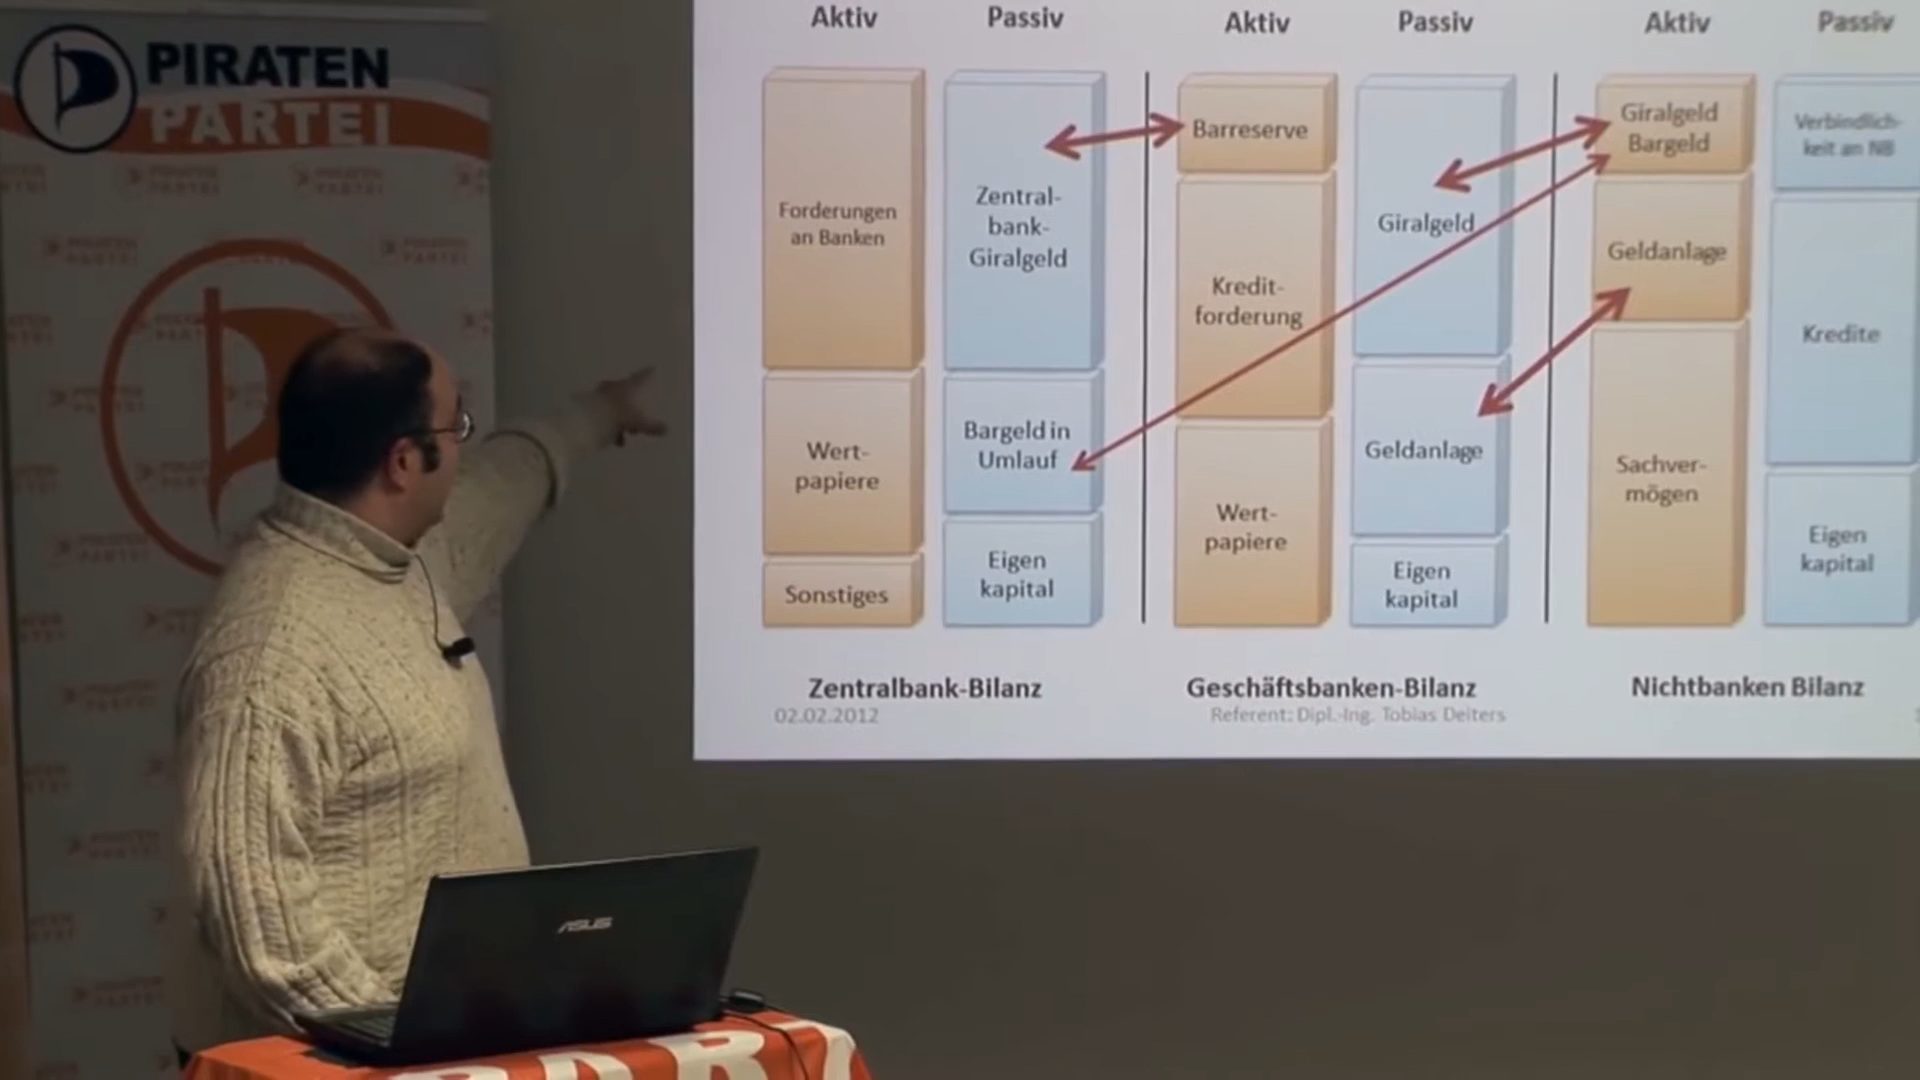 PIRATEN
PARTEI
Aktiv
Passiv
Aktiv
Passiv
Aktiv
Passiv
Forderungen
an Banken
Wert-
papiere
Sonstiges
Zentral-
bank-
Giralgeld
Bargeld in
Umlauf
Eigen
kapital
Barreserve
Kredit-
forderung
Wert-
papiere
Giralgeld
Geldanlage
Eigen
kapital
Giralgeld
Bargeld
Geldanlage
Sachver-
mögen
Verbindlich-
keit an NB
Kredite
Eigen
kapital
Zentralbank-Bilanz
Geschäftsbanken-Bilanz
Nichtbanken Bilanz
02.02.2012
Referent: Dipl.-Ing. Tobias Deiters
ASUS